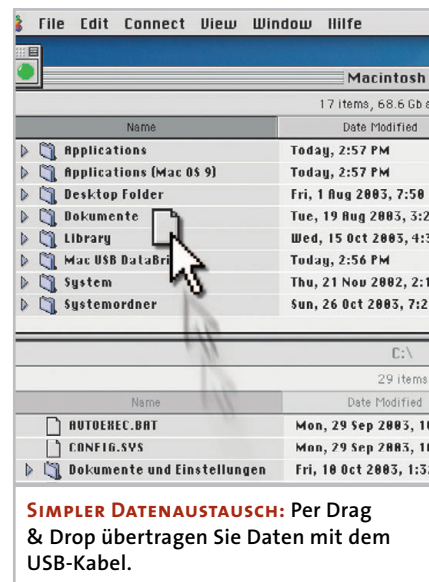 File Edit Connect View Window Hilfe
Macintosh
17 items, 68.6 Gb
Name Date Modified
Applications Today, 2:57 PM
Applications (Mac OS 9) Today, 2:57 PM
Desktop Folder Fri, 1 Aug 2003, 7:50
Dokumente Tue, 19 Aug 2003, 3:2
Library Wed, 15 Oct 2003, 4:3
Mac USB DataBri Today, 2:56 PM
System Thu, 21 Nov 2002, 2:1
Systemordner Sun, 26 Oct 2003, 7:2
C:\
29 items
Name Date Modified
AUTOEXEC.BAT Mon, 29 Sep 2003, 10
CONFIG.SYS Mon, 29 Sep 2003, 10
Dokumente und Einstellungen Fri, 10 Oct 2003, 1:3
SIMPLER DATENAUSTAUSCH: Per Drag
& Drop übertragen Sie Daten mit dem
USB-Kabel.